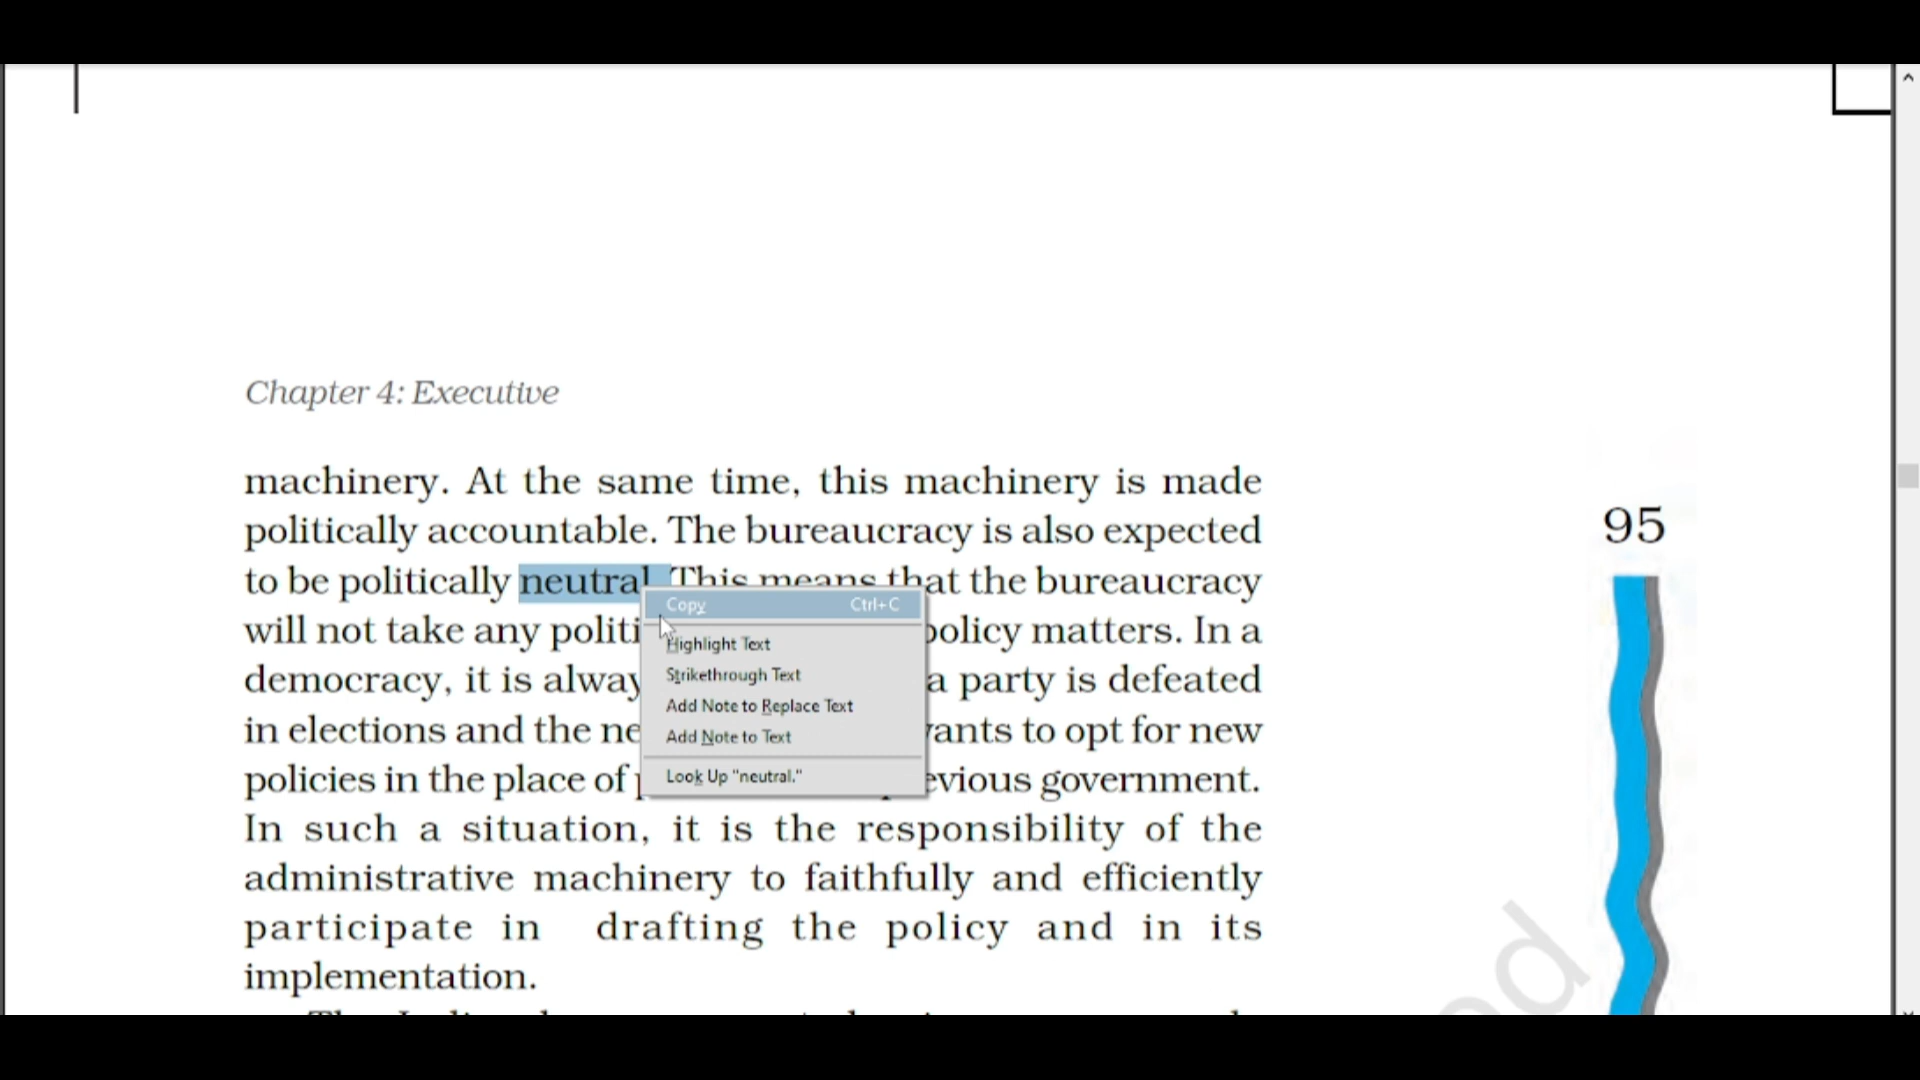 Chapter 4: Executive
machinery. At the same time, this machinery is made
politically accountable. The bureaucracy is also expected
to be politically neutral. This means that the bureaucracy
will not take any policy matters. In a
democracy, it is a party is defeated
in elections and the to opt for new
policies in the place of government.
In such a situation, it is the responsibility of the
administrative machinery to faithfully and efficiently
participate in drafting the policy and in its
implementation.
95
Copy Ctrl+C
Highlight Text
Strikethrough Text
Add Note to Replace Text
Add Note to Text
Look Up "neutral."